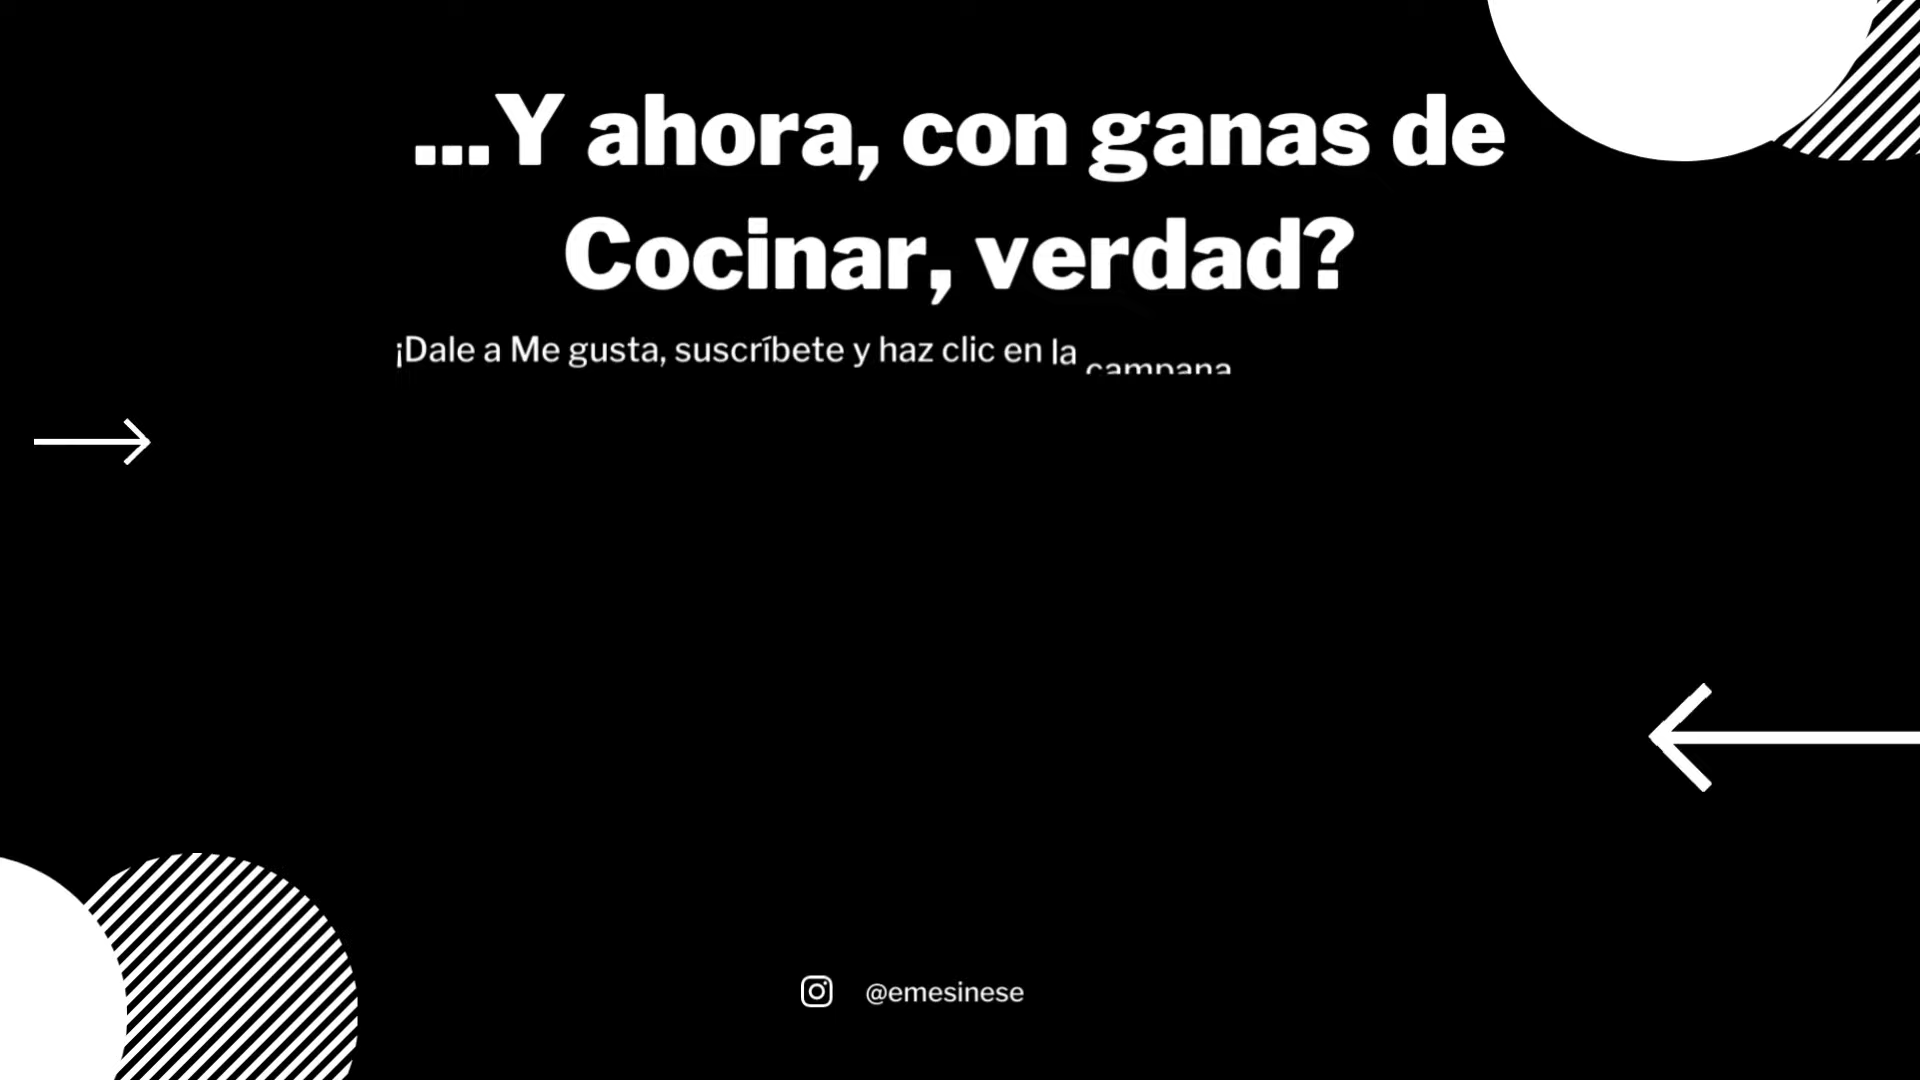 ...Y ahora, con ganas de
Cocinar, verdad?
¡Dale a Me gusta, suscríbete y haz clic en la campana
@emesinese